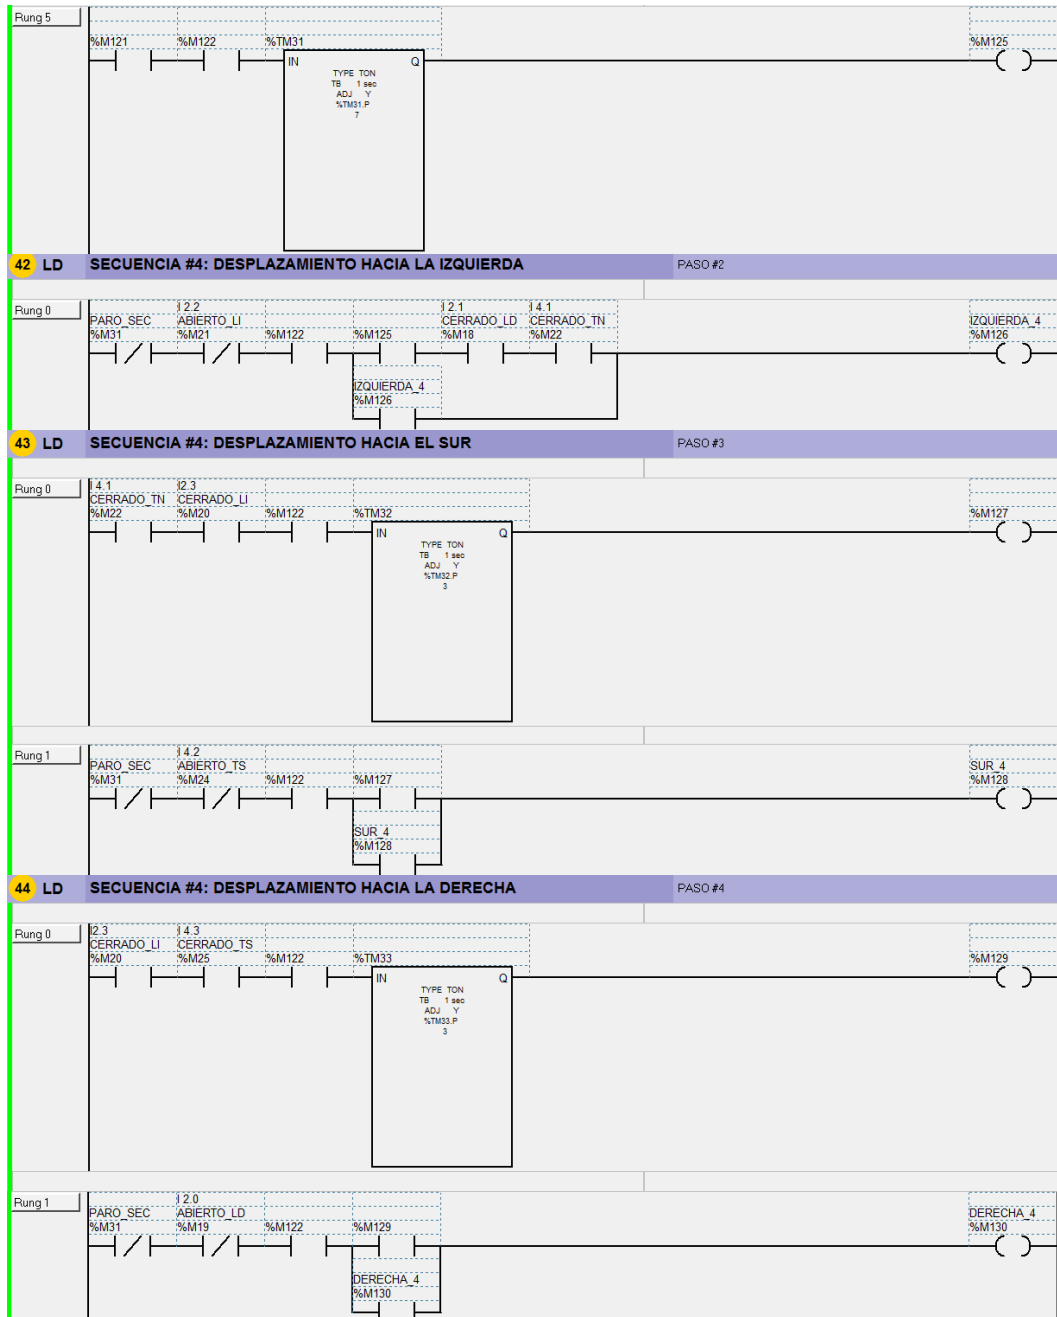 Rung 5
%M121 %M122 %TM31 %M125
IN Q
TYPE TON
TB 1 sec
ADJ Y
%TM31.P
7
42 LD SECUENCIA #4: DESPLAZAMIENTO HACIA LA IZQUIERDA PASO #2
Rung 0
I 2.2 I 2.1 I 4.1
PARO_SEC ABIERTO_LI CERRADO_LD CERRADO_TN IZQUIERDA_4
%M31 %M21 %M122 %M125 %M18 %M22 %M126
IZQUIERDA_4
%M126
43 LD SECUENCIA #4: DESPLAZAMIENTO HACIA EL SUR PASO #3
Rung 0
I 4.1 I2.3
CERRADO_TN CERRADO_LI
%M22 %M20 %M122 %TM32 %M127
IN Q
TYPE TON
TB 1 sec
ADJ Y
%TM32.P
3
Rung 1
I 4.2
PARO_SEC ABIERTO_TS SUR_4
%M31 %M24 %M122 %M127 %M128
SUR_4
%M128
44 LD SECUENCIA #4: DESPLAZAMIENTO HACIA LA DERECHA PASO #4
Rung 0
I2.3 I 4.3
CERRADO_LI CERRADO_TS
%M20 %M25 %M122 %TM33 %M129
IN Q
TYPE TON
TB 1 sec
ADJ Y
%TM33.P
3
Rung 1
I 2.0
PARO_SEC ABIERTO_LD DERECHA_4
%M31 %M19 %M122 %M129 %M130
DERECHA_4
%M130